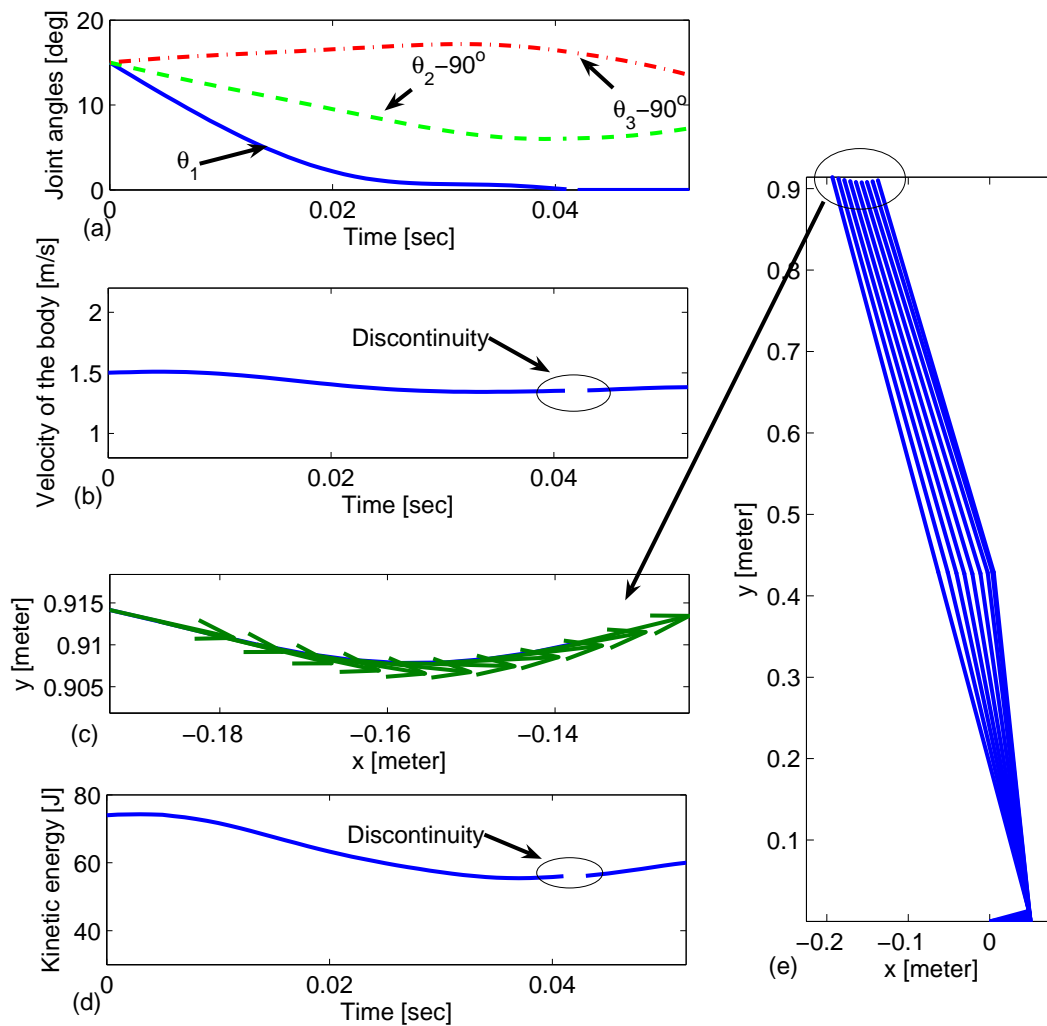 20
10
0
Joint angles [deg]
θ2−90o
θ3−90o
θ1
0
0.02
0.04
Time [sec]
(a)
2
1.5
1
Velocity of the body [m/s]
Discontinuity
0
0.02
0.04
Time [sec]
(b)
0.915
0.91
0.905
y [meter]
−0.18
−0.16
−0.14
x [meter]
(c)
80
60
40
Kinetic energy [J]
Discontinuity
0
0.02
0.04
Time [sec]
(d)
0.9
0.8
0.7
0.6
0.5
0.4
0.3
0.2
0.1
y [meter]
−0.2
−0.1
0
x [meter]
(e)